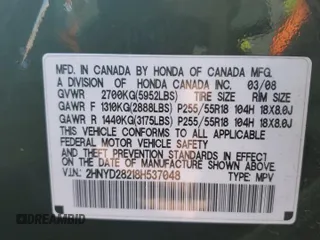 MFD. IN CANADA BY HONDA OF CANADA MFG.
A DIVISION OF HONDA CANADA INC. 03/08
GVWR 2700KG(5952LBS) TIRE SIZE RIM SIZE
GAWR F 1310KG(2888LBS) P255/55R18 104H 18X8.0J
GAWR R 1440KG(3175LBS) P255/55R18 104H 18X8.0J
THIS VEHICLE CONFORMS TO ALL APPLICABLE
FEDERAL MOTOR VEHICLE SAFETY
AND THEFT PREVENTION STANDARDS IN EFFECT ON THE
DATE OF MANUFACTURE SHOWN ABOVE.
V.I.N.: 2HNYD28218H537048 TYPE: MPV
DREAMBID